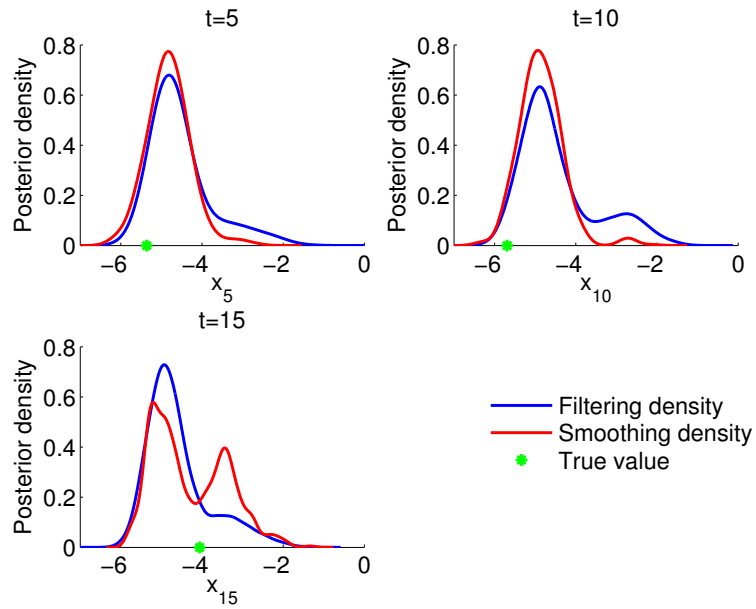 t=5
Posterior density
0.8
0.6
0.4
0.2
0
−6
−4
−2
0
x5
t=10
Posterior density
0.8
0.6
0.4
0.2
0
−6
−4
−2
0
x10
t=15
Posterior density
0.8
0.6
0.4
0.2
0
−6
−4
−2
0
x15
Filtering density
Smoothing density
True value